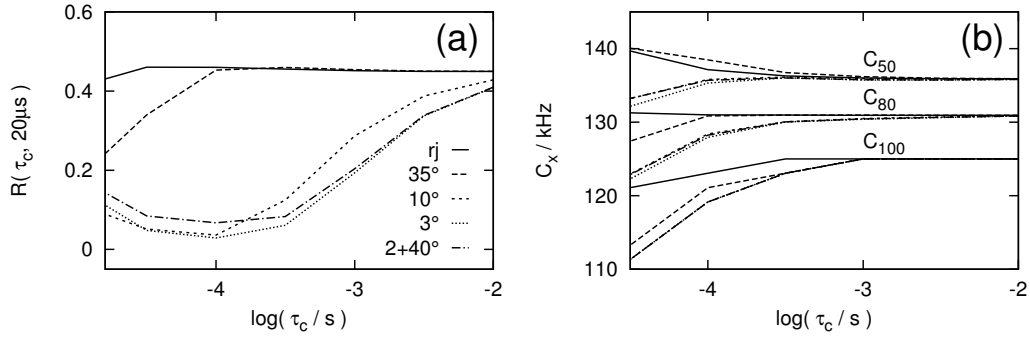 (a)
0.6
0.4
0.2
0
R( τc, 20μs )
rj
35°
10°
3°
2+40°
-4
-3
-2
log( τc / s )
(b)
140
130
120
110
Cx / kHz
C50
C80
C100
-4
-3
-2
log( τc / s )